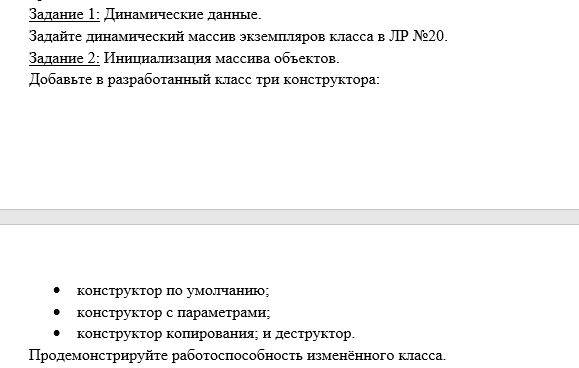 Задание 1: Динамические данные.
Задайте динамический массив экземпляров класса в ЛР №20.
Задание 2: Инициализация массива объектов.
Добавьте в разработанный класс три конструктора:
• конструктор по умолчанию;
• конструктор с параметрами;
• конструктор копирования; и деструктор.
Продемонстрируйте работоспособность изменённого класса.